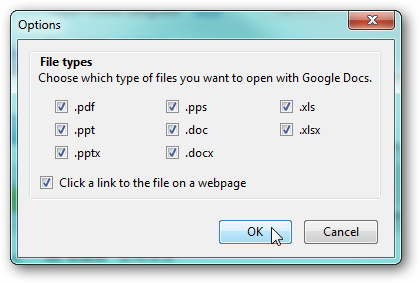 Options
File types
Choose which type of files you want to open with Google Docs.
.pdf .pps .xls
.ppt .doc .xlsx
.pptx .docx
Click a link to the file on a webpage
OK Cancel